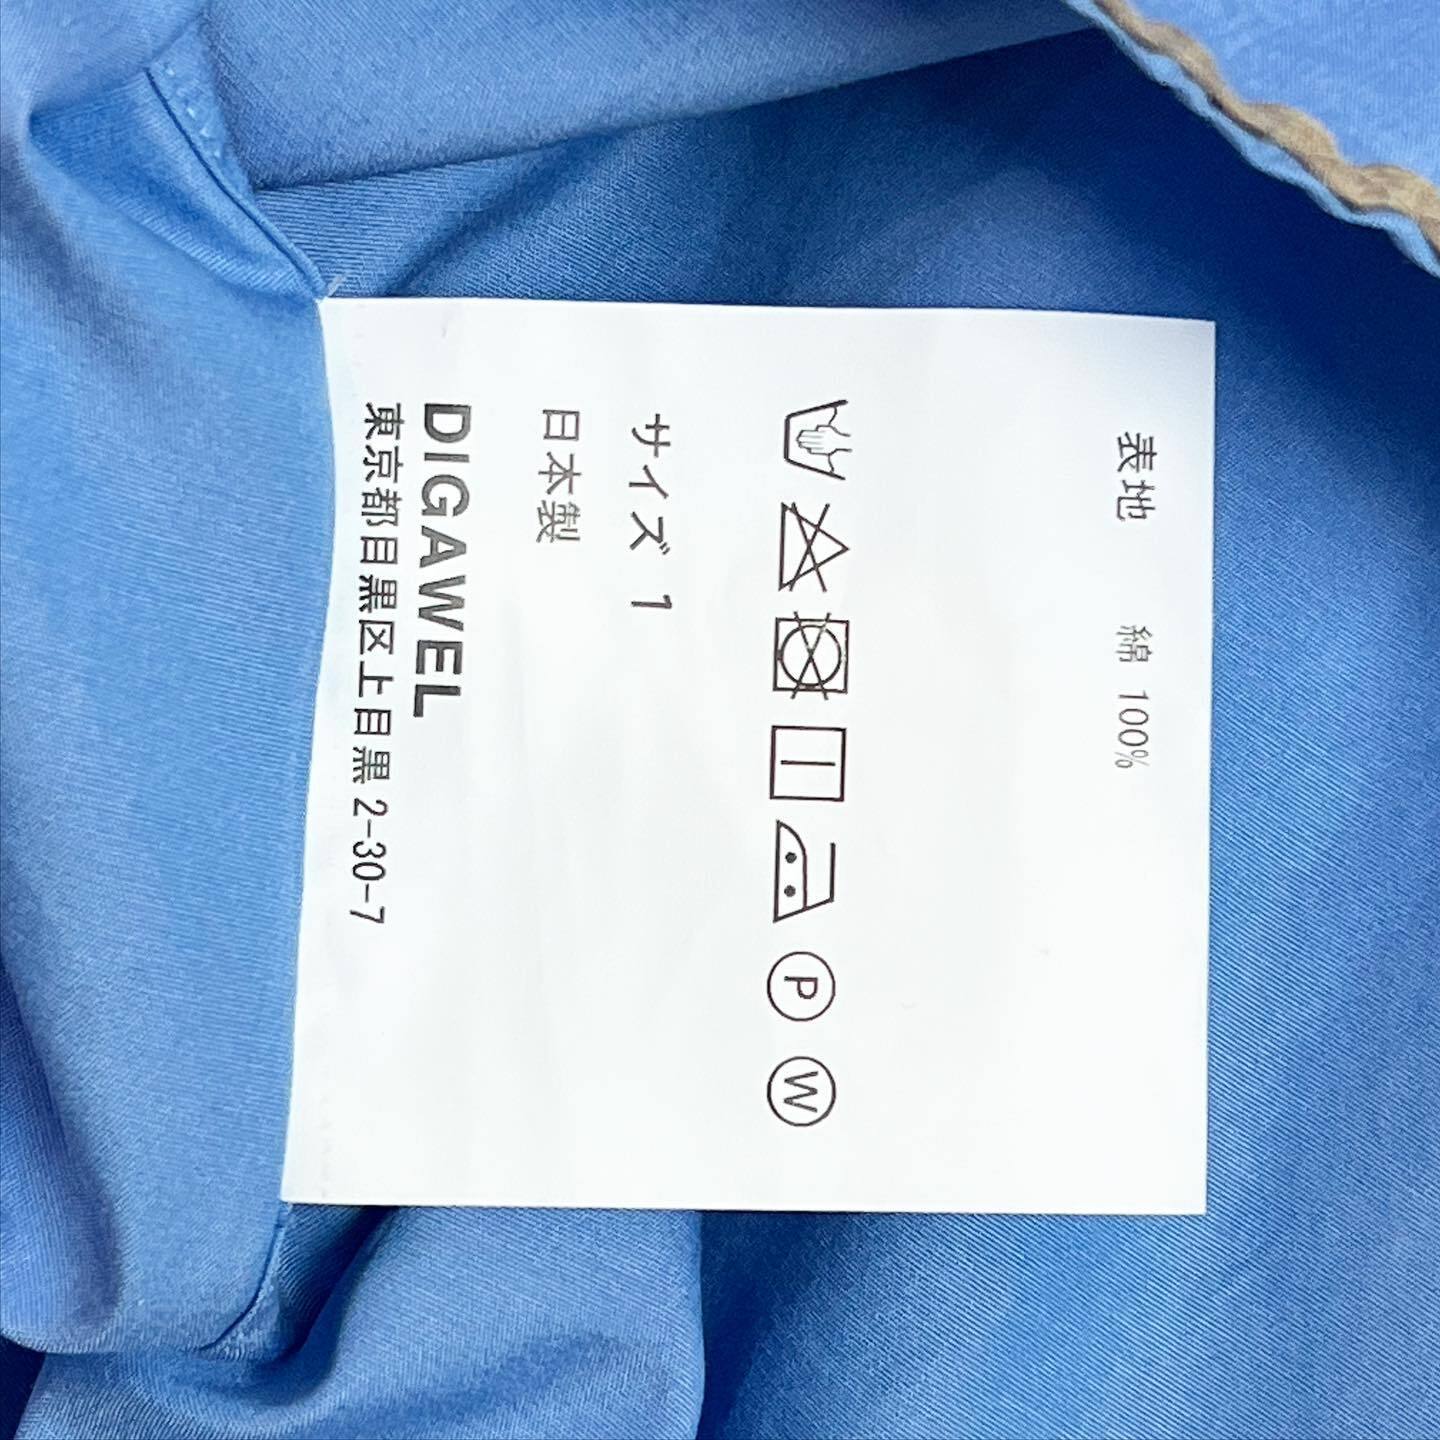 表地 綿 100%
P W
サイズ 1
日本製
DIGAWEL
東京都目黒区上目黒 2-30-7